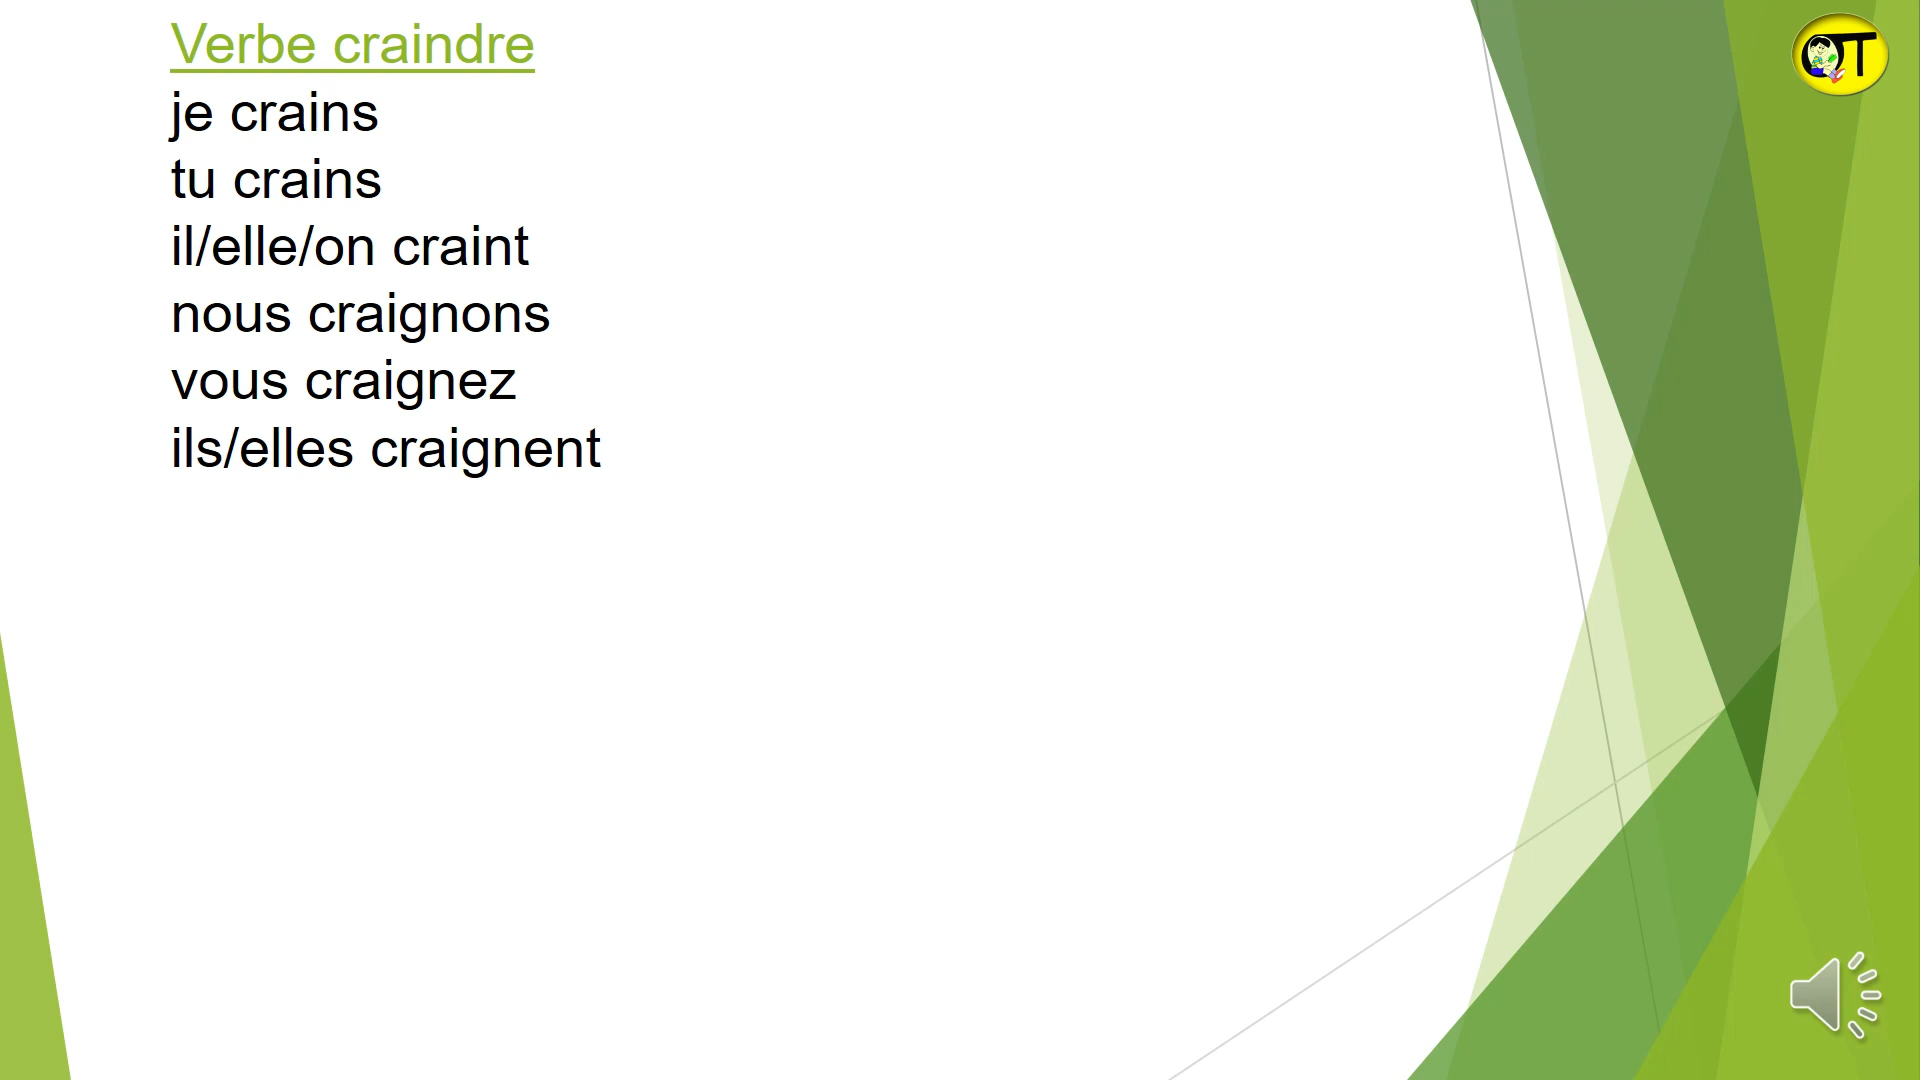 Verbe craindre
je crains
tu crains
il/elle/on craint
nous craignons
vous craignez
ils/elles craignent